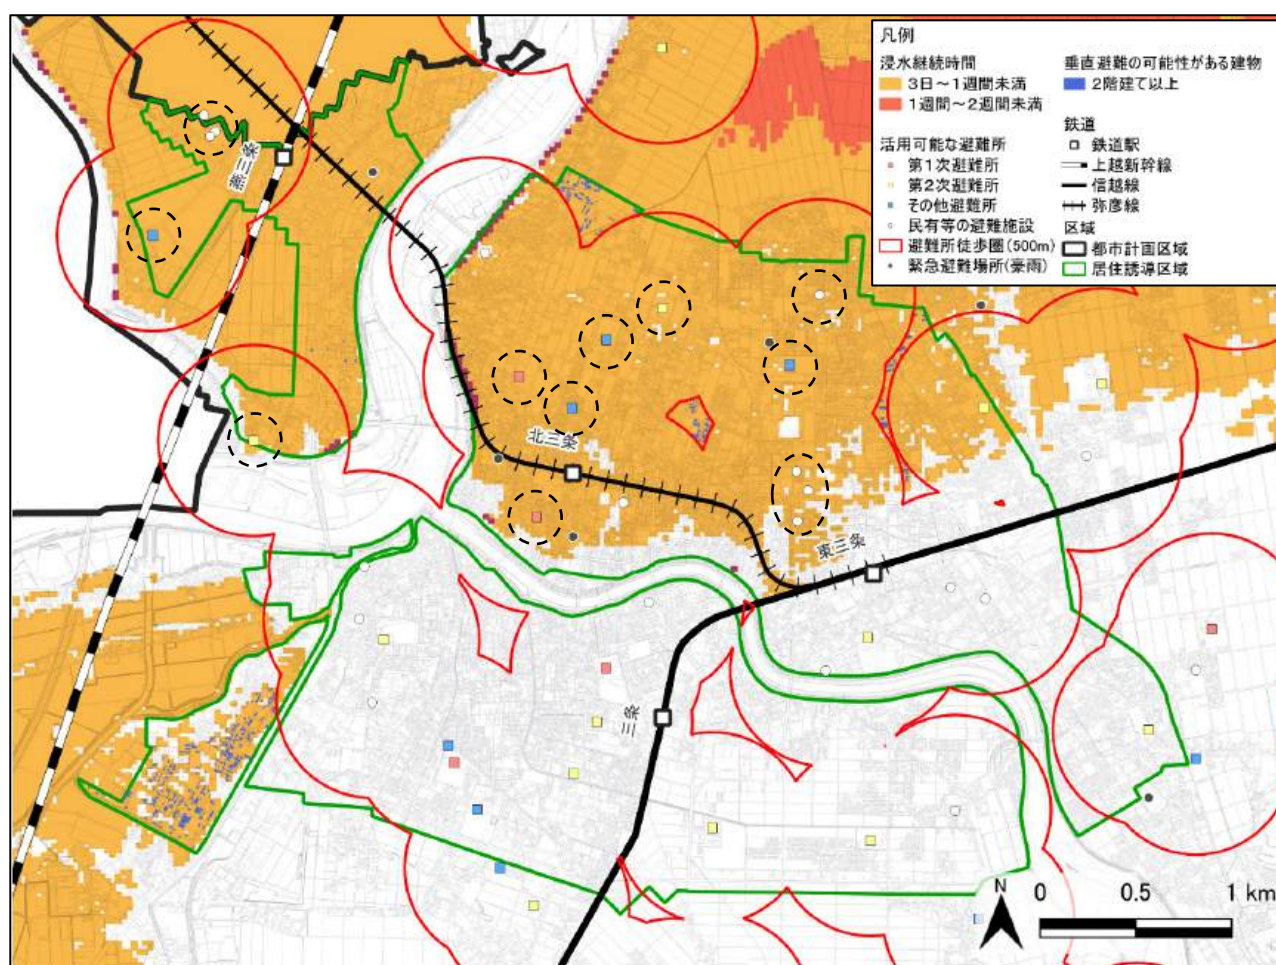 凡例
浸水継続時間
3日～1週間未満
1週間～2週間未満
垂直避難の可能性がある建物
2階建て以上
活用可能な避難所
第1次避難所
第2次避難所
その他避難所
民有等の避難施設
避難所徒歩圏(500m)
緊急避難場所(豪雨)
鉄道
鉄道駅
上越新幹線
信越線
弥彦線
区域
都市計画区域
居住誘導区域
燕三条
北三条
東三条
三条
N
0 0.5 1 km